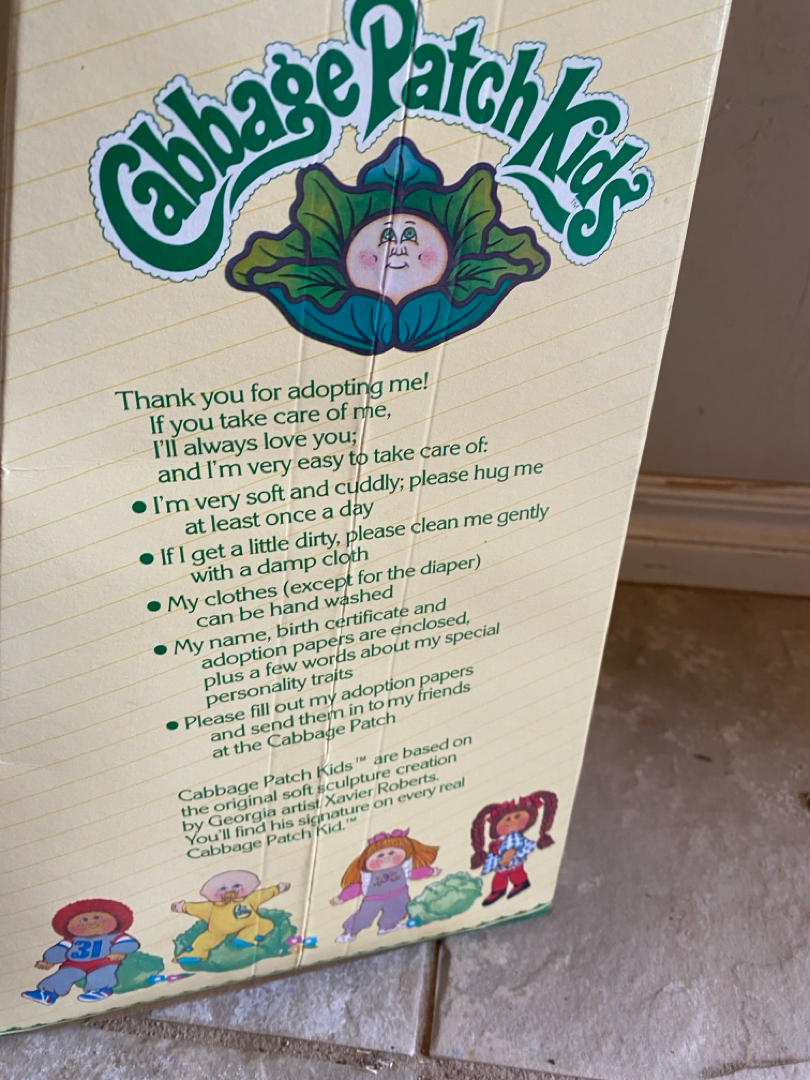 Cabbage Patch Kids™
Thank you for adopting me!
If you take care of me,
I'll always love you;
and I'm very easy to take care of:
• I'm very soft and cuddly; please hug me
at least once a day
• If I get a little dirty, please clean me gently
with a damp cloth
• My clothes (except for the diaper)
can be hand washed
• My name, birth certificate and
adoption papers are enclosed,
plus a few words about my special
personality traits
• Please fill out my adoption papers
and send them in to my friends
at the Cabbage Patch
Cabbage Patch Kids™ are based on
the original soft sculpture creation
by Georgia artist Xavier Roberts.
You'll find his signature on every real
Cabbage Patch Kid.™
31